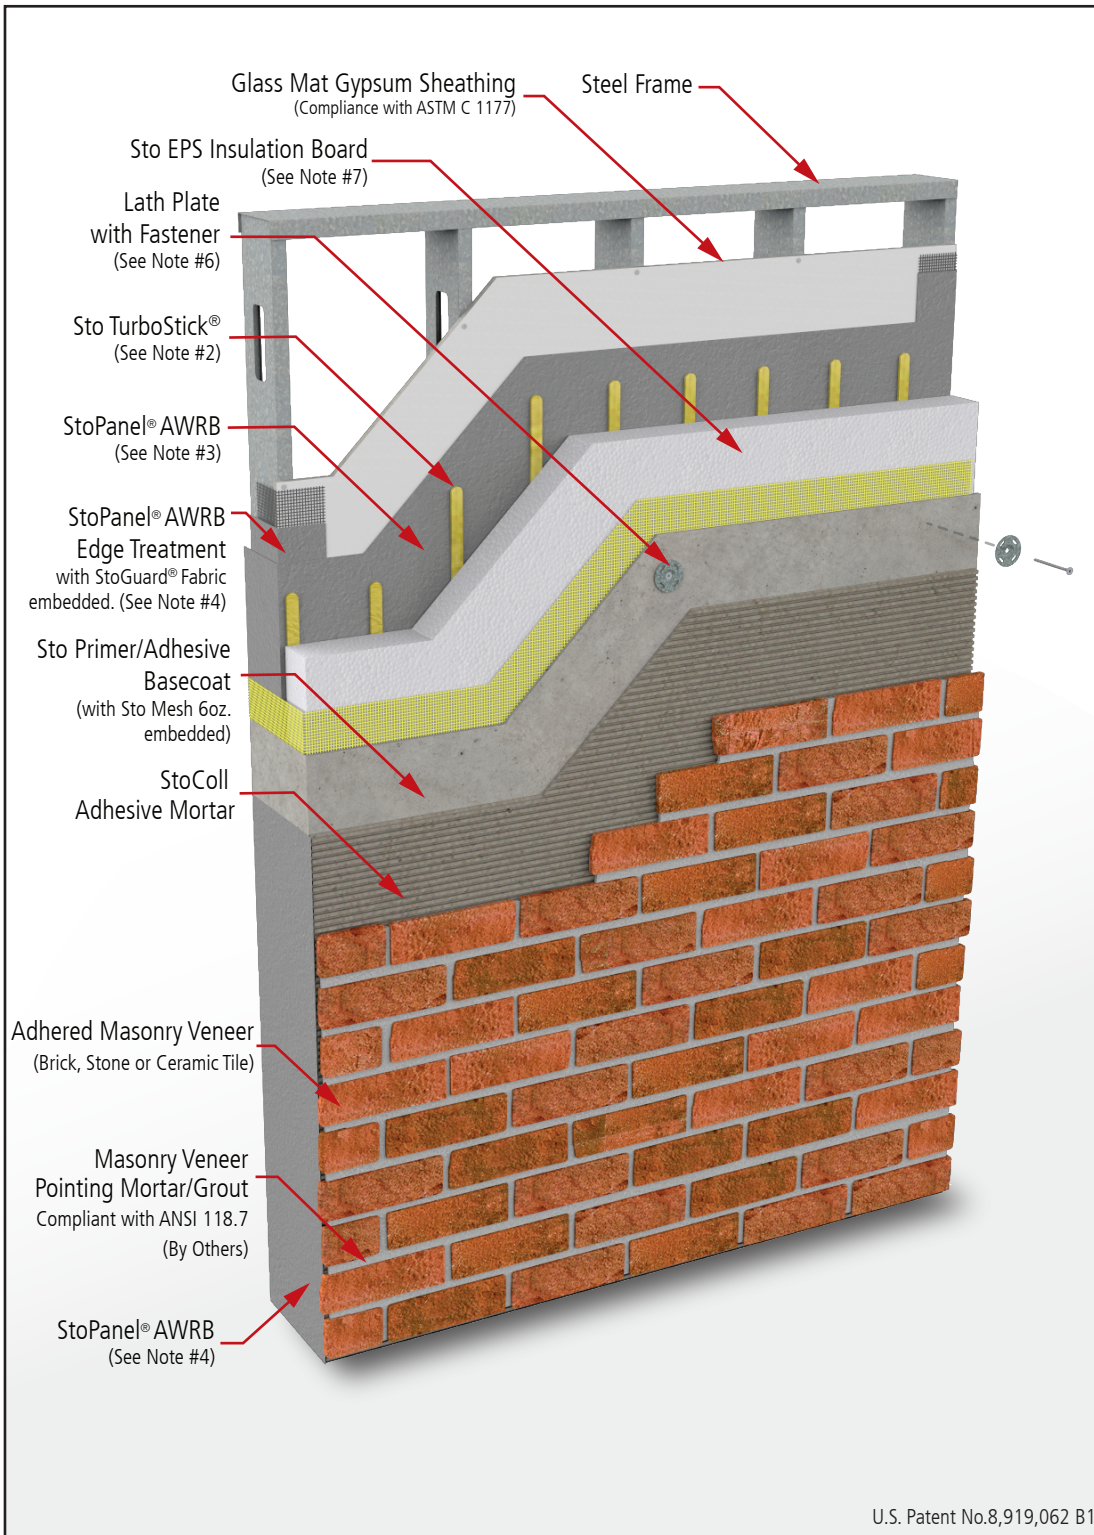 Glass Mat Gypsum Sheathing
(Compliance with ASTM C 1177)
Steel Frame
Sto EPS Insulation Board
(See Note #7)
Lath Plate
with Fastener
(See Note #6)
Sto TurboStick®
(See Note #2)
StoPanel® AWRB
(See Note #3)
StoPanel® AWRB
Edge Treatment
with StoGuard® Fabric
embedded. (See Note #4)
Sto Primer/Adhesive
Basecoat
(with Sto Mesh 6oz.
embedded)
StoColl
Adhesive Mortar
Adhered Masonry Veneer
(Brick, Stone or Ceramic Tile)
Masonry Veneer
Pointing Mortar/Grout
Compliant with ANSI 118.7
(By Others)
StoPanel® AWRB
(See Note #4)
U.S. Patent No.8,919,062 B1